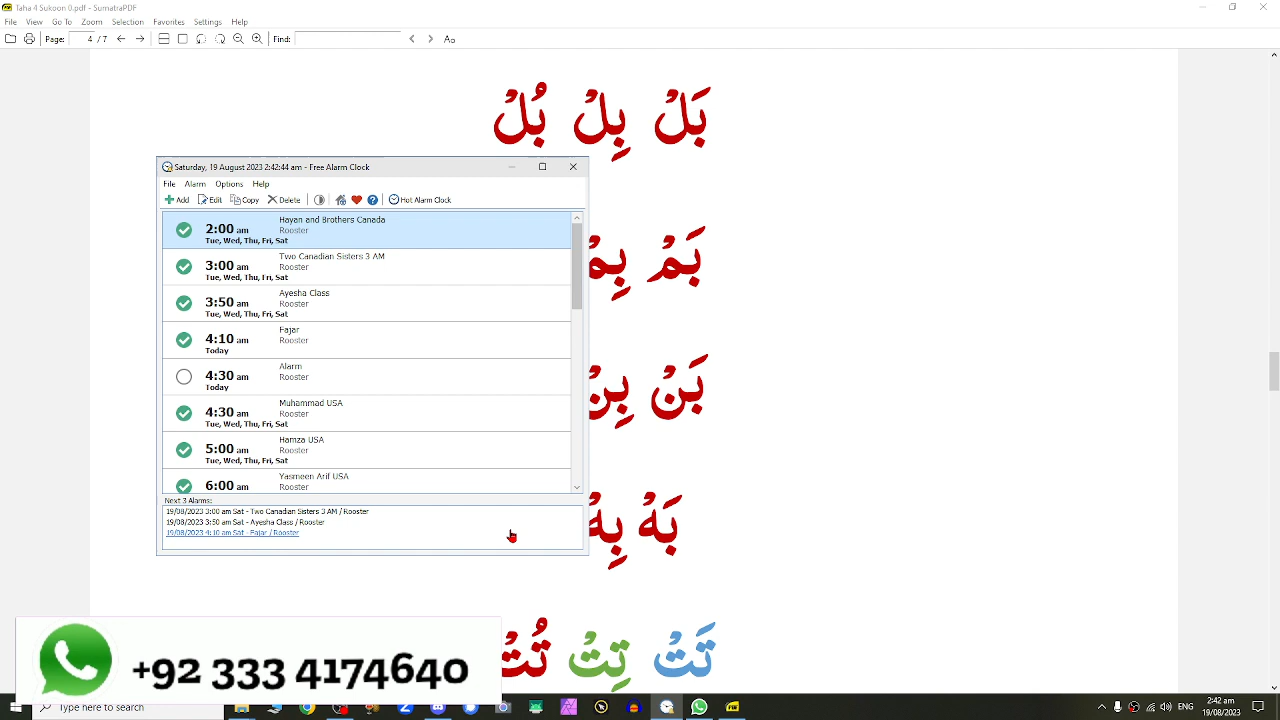 Taha 4 Sukoon 0.pdf - SumatraPDF
File View Go To Zoom Selection Favorites Settings Help
Page: 4 / 7 Find:
بَلْ بِلْ بُلْ
Saturday, 19 August 2023 2:42:44 am - Free Alarm Clock
File Alarm Options Help
Add Edit Copy Delete Hot Alarm Clock
2:00 am Hayan and Brothers Canada
Rooster
Tue, Wed, Thu, Fri, Sat
3:00 am Two Canadian Sisters 3 AM
Rooster
Tue, Wed, Thu, Fri, Sat
3:50 am Ayesha Class
Rooster
Tue, Wed, Thu, Fri, Sat
4:10 am Fajar
Rooster
Today
4:30 am Alarm
Rooster
Today
4:30 am Muhammad USA
Rooster
Tue, Wed, Thu, Fri, Sat
5:00 am Hamza USA
Rooster
Tue, Wed, Thu, Fri, Sat
6:00 am Yasmeen Arif USA
Rooster
Next 3 Alarms:
19/08/2023 3:00 am Sat - Two Canadian Sisters 3 AM / Rooster
19/08/2023 3:50 am Sat - Ayesha Class / Rooster
19/08/2023 4:10 am Sat - Fajar / Rooster
بَمْ بِمْ
بَنْ بِنْ
بَهْ بِهْ
تَتْ تِتْ تُتْ
+92 333 4174640
Type here to search
2:42 am
19/08/2023